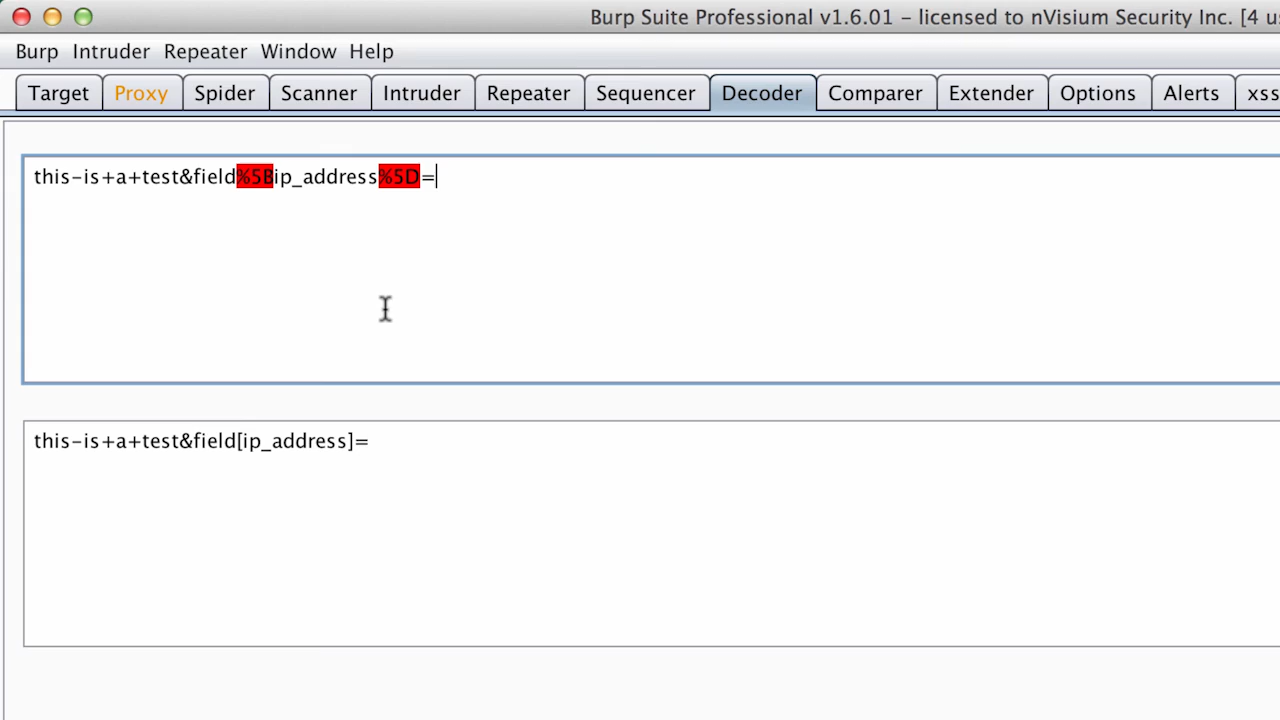 Burp Suite Professional v1.6.01 – licensed to nVisium Security Inc. [4 us
Burp Intruder Repeater Window Help
Target Proxy Spider Scanner Intruder Repeater Sequencer Decoder Comparer Extender Options Alerts xss
this-is+a+test&field%5Bip_address%5D=
this-is+a+test&field[ip_address]=